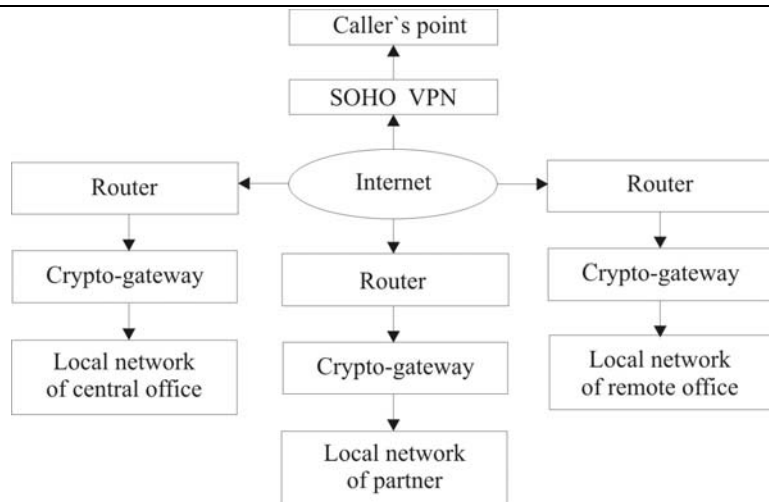 Caller`s point
SOHO VPN
Internet
Router
Crypto-gateway
Local network
of central office
Router
Crypto-gateway
Local network
of partner
Router
Crypto-gateway
Local network
of remote office